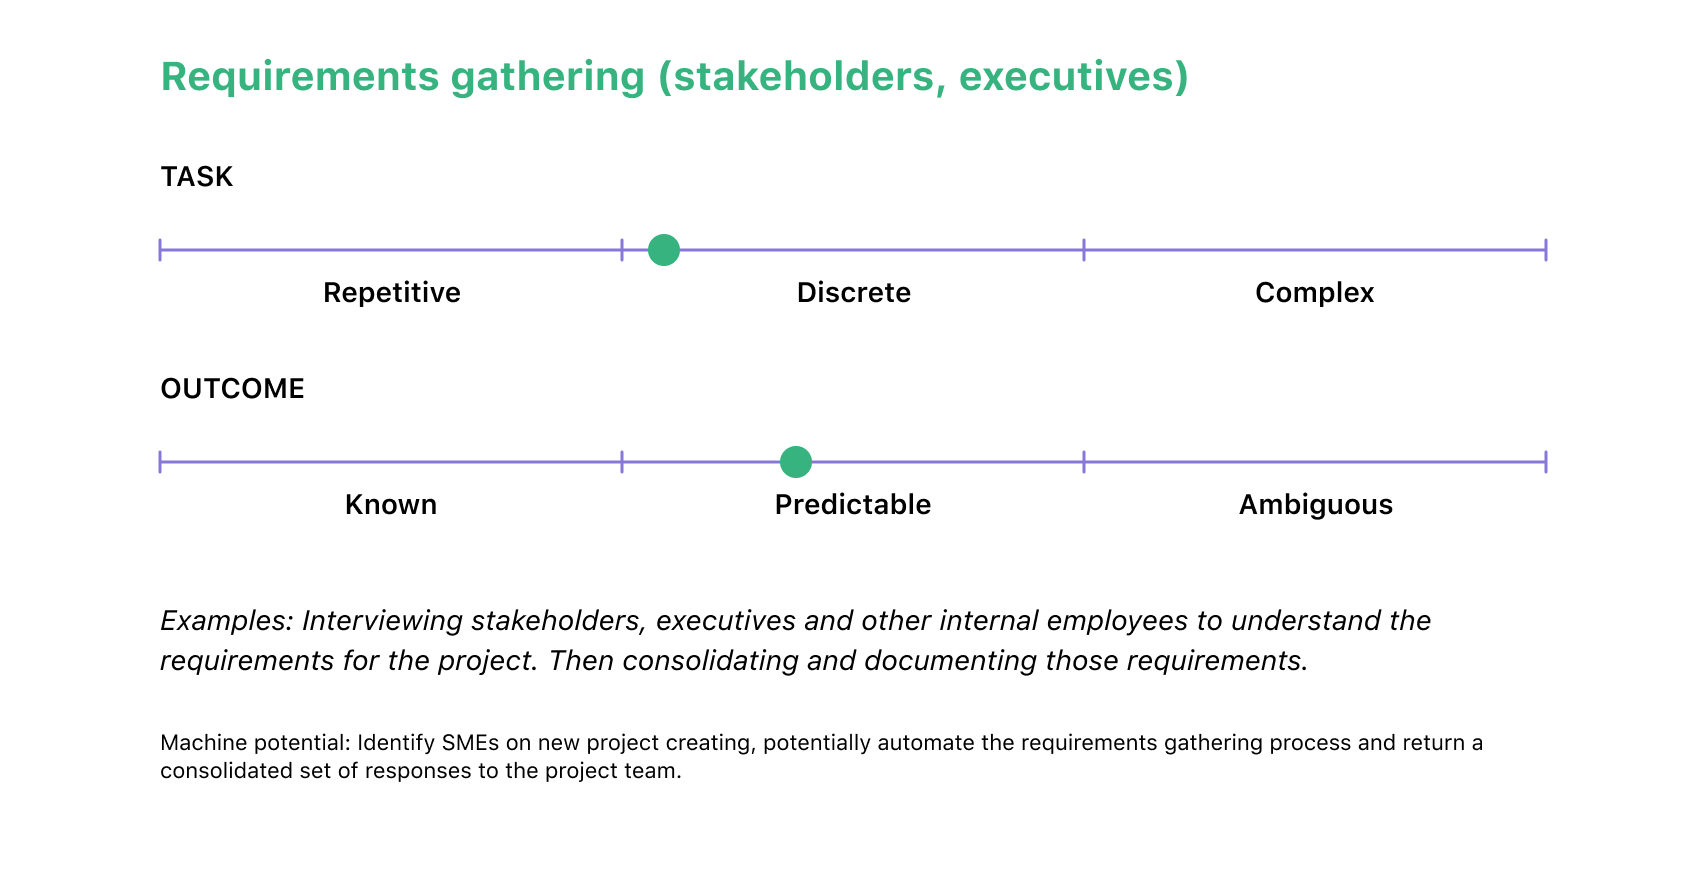 Requirements gathering (stakeholders, executives)
TASK
Repetitive Discrete Complex
OUTCOME
Known Predictable Ambiguous
Examples: Interviewing stakeholders, executives and other internal employees to understand the
requirements for the project. Then consolidating and documenting those requirements.
Machine potential: Identify SMEs on new project creating, potentially automate the requirements gathering process and return a
consolidated set of responses to the project team.